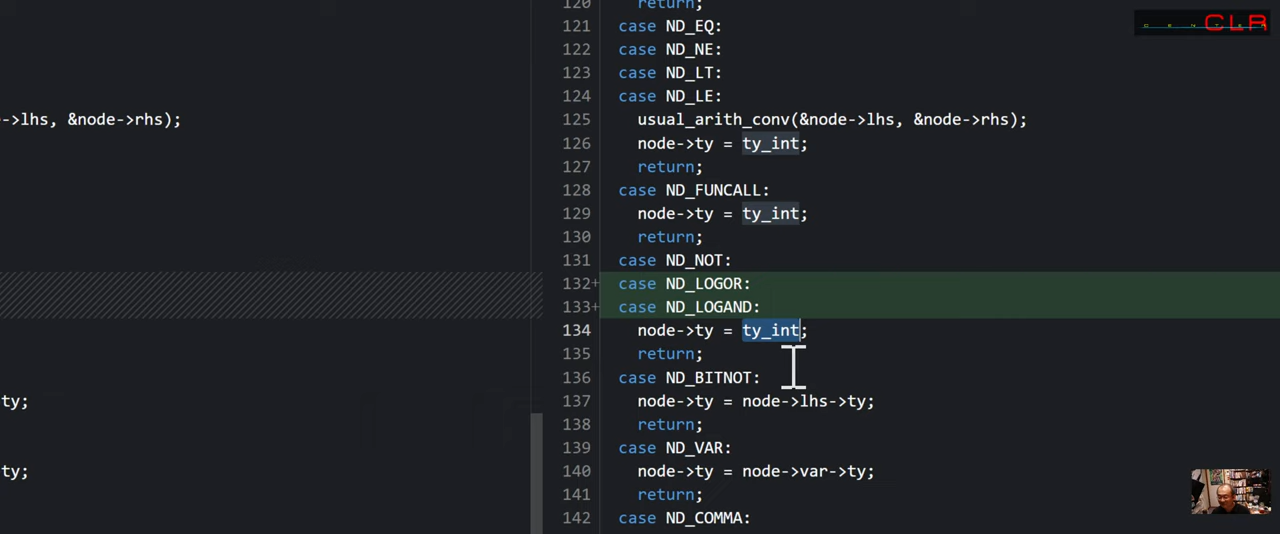 ->lhs, &node->rhs);
ty;
ty;
120 return;
121 case ND_EQ:
122 case ND_NE:
123 case ND_LT:
124 case ND_LE:
125 usual_arith_conv(&node->lhs, &node->rhs);
126 node->ty = ty_int;
127 return;
128 case ND_FUNCALL:
129 node->ty = ty_int;
130 return;
131 case ND_NOT:
132+ case ND_LOGOR:
133+ case ND_LOGAND:
134 node->ty = ty_int;
135 return;
136 case ND_BITNOT:
137 node->ty = node->lhs->ty;
138 return;
139 case ND_VAR:
140 node->ty = node->var->ty;
141 return;
142 case ND_COMMA:
CENTER CLR